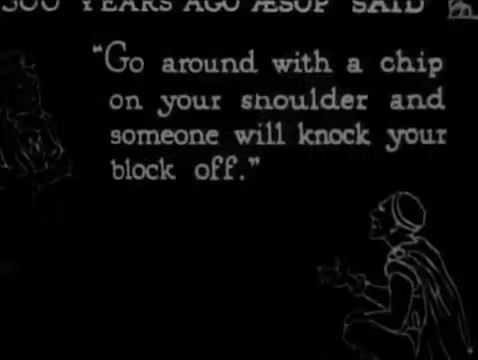 YEARS AGO ÆSOP SAID
"Go around with a chip
on your shoulder and
someone will knock your
block off."